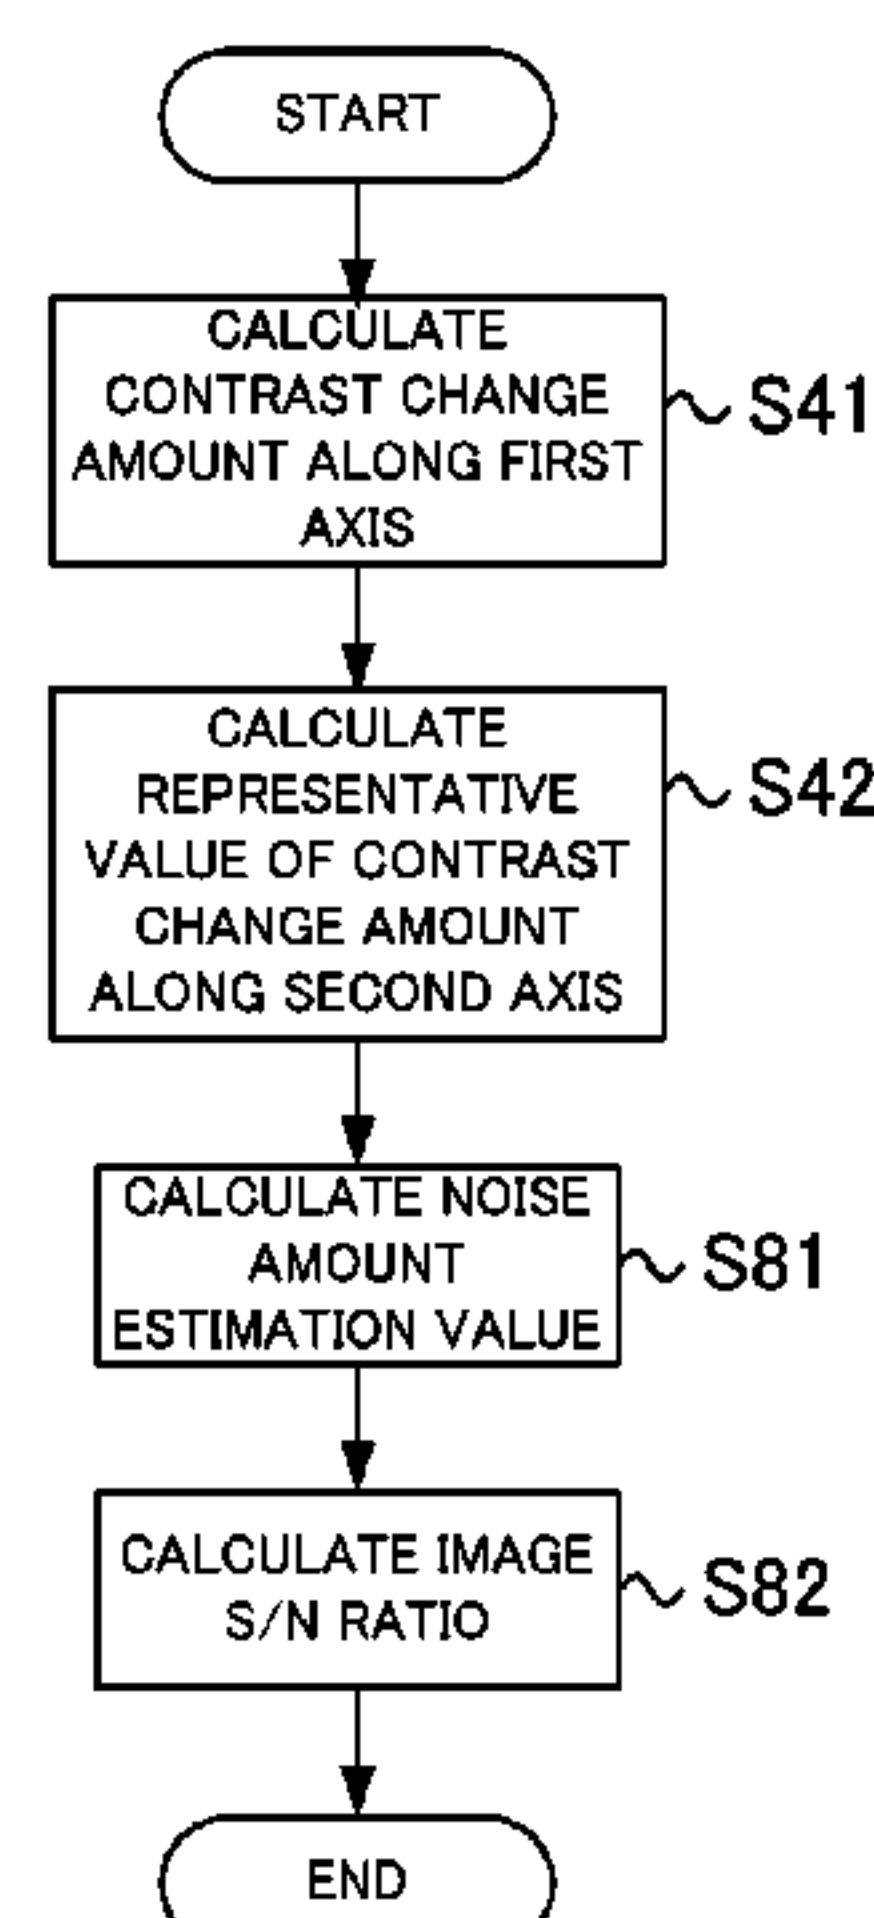 START
CALCULATE
CONTRAST CHANGE
AMOUNT ALONG FIRST
AXIS
S41
CALCULATE
REPRESENTATIVE
VALUE OF CONTRAST
CHANGE AMOUNT
ALONG SECOND AXIS
S42
CALCULATE NOISE
AMOUNT
ESTIMATION VALUE
S81
CALCULATE IMAGE
S/N RATIO
S82
END